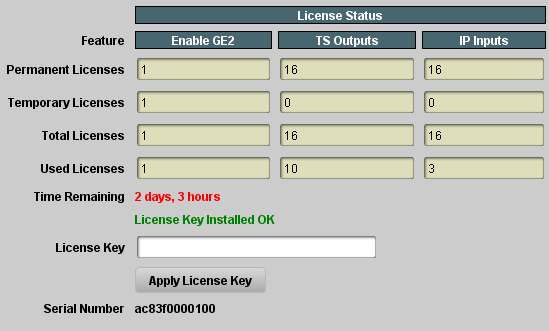 License Status
Feature Enable GE2 TS Outputs IP Inputs
Permanent Licenses 1 16 16
Temporary Licenses 1 0 0
Total Licenses 1 16 16
Used Licenses 1 10 3
Time Remaining 2 days, 3 hours
License Key Installed OK
License Key
Apply License Key
Serial Number ac83f0000100